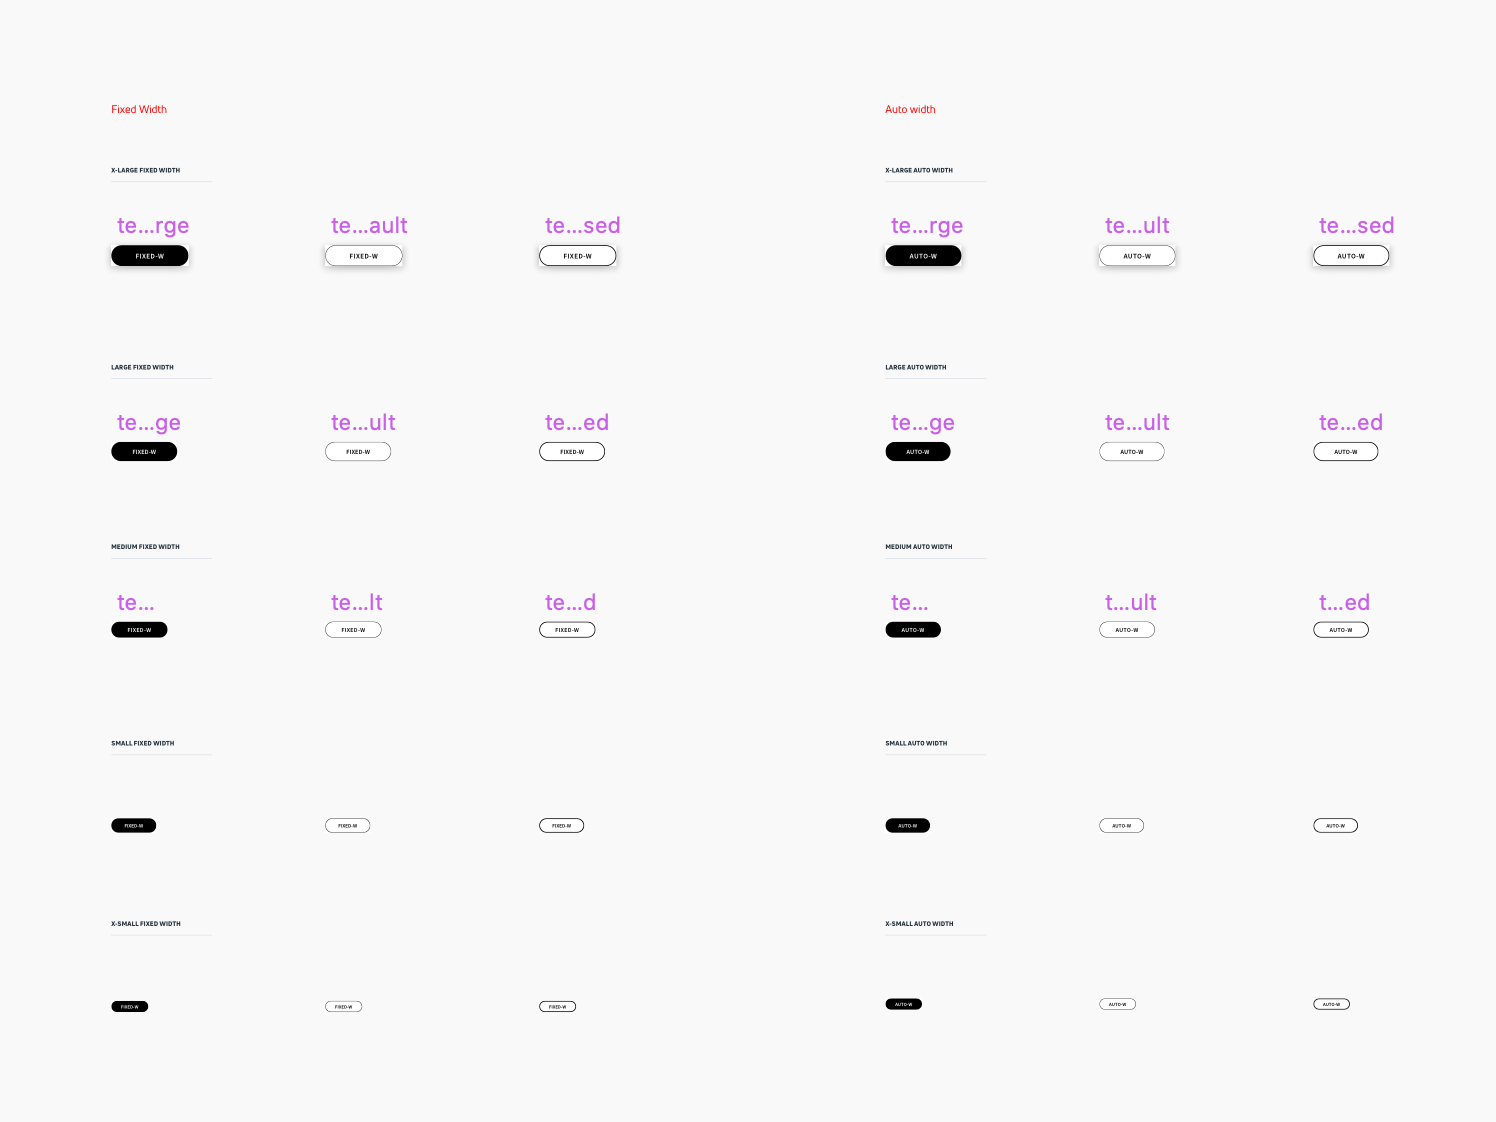 Fixed Width
Auto width
X-LARGE FIXED WIDTH
X-LARGE AUTO WIDTH
te...rge
te...ault
te...sed
te...rge
te...ult
te...sed
FIXED-W
FIXED-W
FIXED-W
AUTO-W
AUTO-W
AUTO-W
LARGE FIXED WIDTH
LARGE AUTO WIDTH
te...ge
te...ult
te...ed
te...ge
te...ult
te...ed
FIXED-W
FIXED-W
FIXED-W
AUTO-W
AUTO-W
AUTO-W
MEDIUM FIXED WIDTH
MEDIUM AUTO WIDTH
te...
te...lt
te...d
te...
t...ult
t...ed
FIXED-W
FIXED-W
FIXED-W
AUTO-W
AUTO-W
AUTO-W
SMALL FIXED WIDTH
SMALL AUTO WIDTH
FIXED-W
FIXED-W
FIXED-W
AUTO-W
AUTO-W
AUTO-W
X-SMALL FIXED WIDTH
X-SMALL AUTO WIDTH
FIXED-W
FIXED-W
FIXED-W
AUTO-W
AUTO-W
AUTO-W